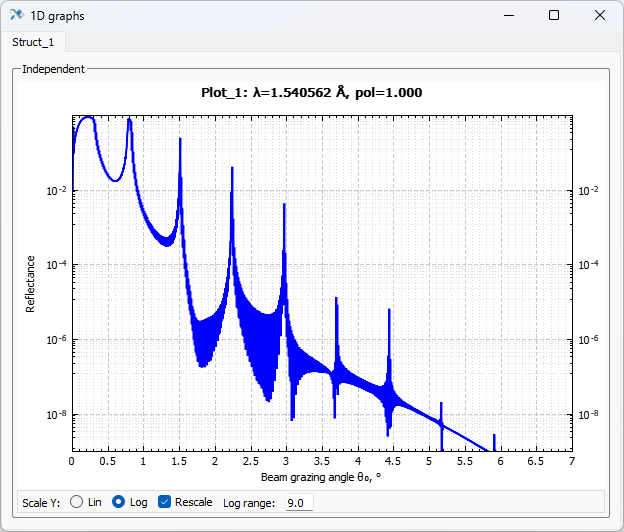 1D graphs
Struct_1
Independent
Plot_1: λ=1.540562 Å, pol=1.000
Reflectance
10⁻² 10⁻²
10⁻⁴ 10⁻⁴
10⁻⁶ 10⁻⁶
10⁻⁸ 10⁻⁸
0 0.5 1 1.5 2 2.5 3 3.5 4 4.5 5 5.5 6 6.5 7
Beam grazing angle θ₀, °
Scale Y: Lin Log Rescale Log range: 9.0